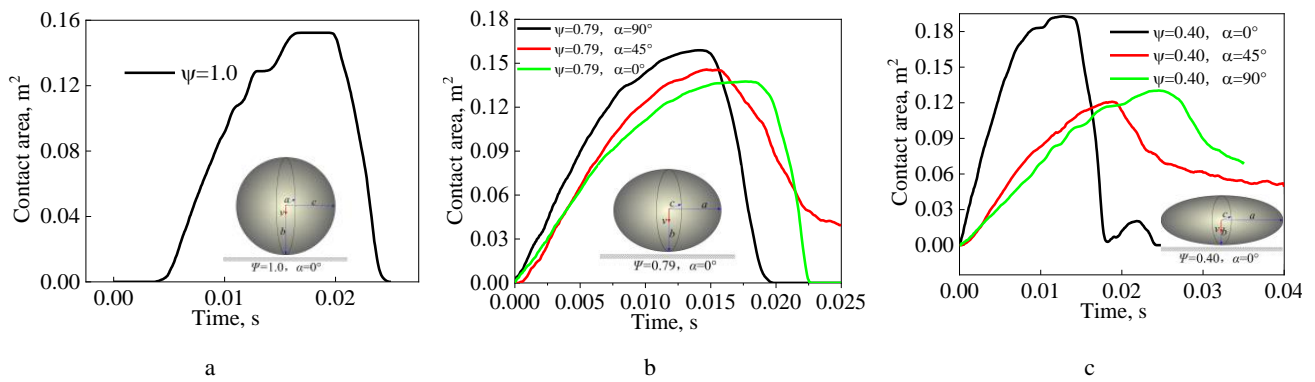 0.16
0.12
0.08
0.04
0.00
Contact area, m²
ψ=1.0
a
c
v
b
Ψ=1.0, α=0°
0.00 0.01 0.02
Time, s
a
0.18
0.15
0.12
0.09
0.06
0.03
0.00
Contact area, m²
ψ=0.79, α=90°
ψ=0.79, α=45°
ψ=0.79, α=0°
c
a
v
b
Ψ=0.79, α=0°
0.000 0.005 0.010 0.015 0.020 0.025
Time, s
b
0.18
0.15
0.12
0.09
0.06
0.03
0.00
Contact area, m²
ψ=0.40, α=0°
ψ=0.40, α=45°
ψ=0.40, α=90°
c
a
v
b
Ψ=0.40, α=0°
0.00 0.01 0.02 0.03 0.04
Time, s
c